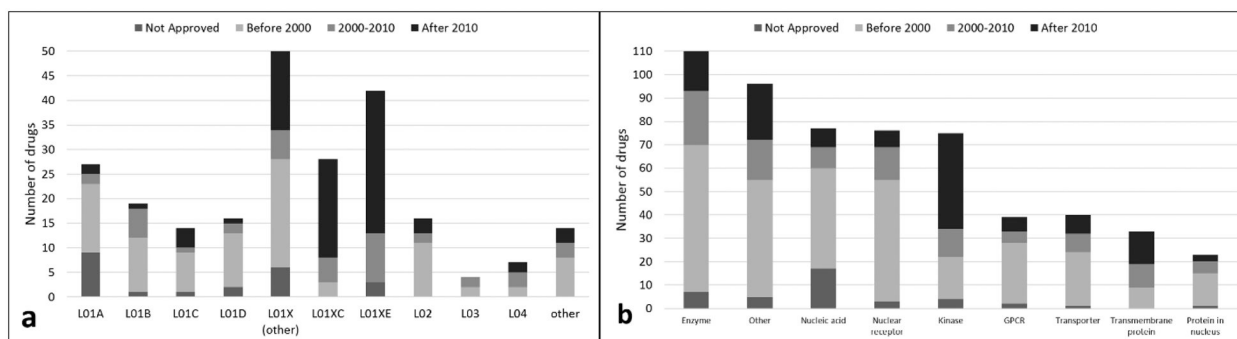 Not Approved Before 2000 2000-2010 After 2010
Number of drugs
50
45
40
35
30
25
20
15
10
5
0
L01A L01B L01C L01D L01X L01XC L01XE L02 L03 L04 other
(other)
a
Not Approved Before 2000 2000-2010 After 2010
Number of drugs
110
100
90
80
70
60
50
40
30
20
10
0
Enzyme Other Nucleic acid Nuclear Kinase GPCR Transporter Transmembrane Protein in
receptor protein nucleus
b